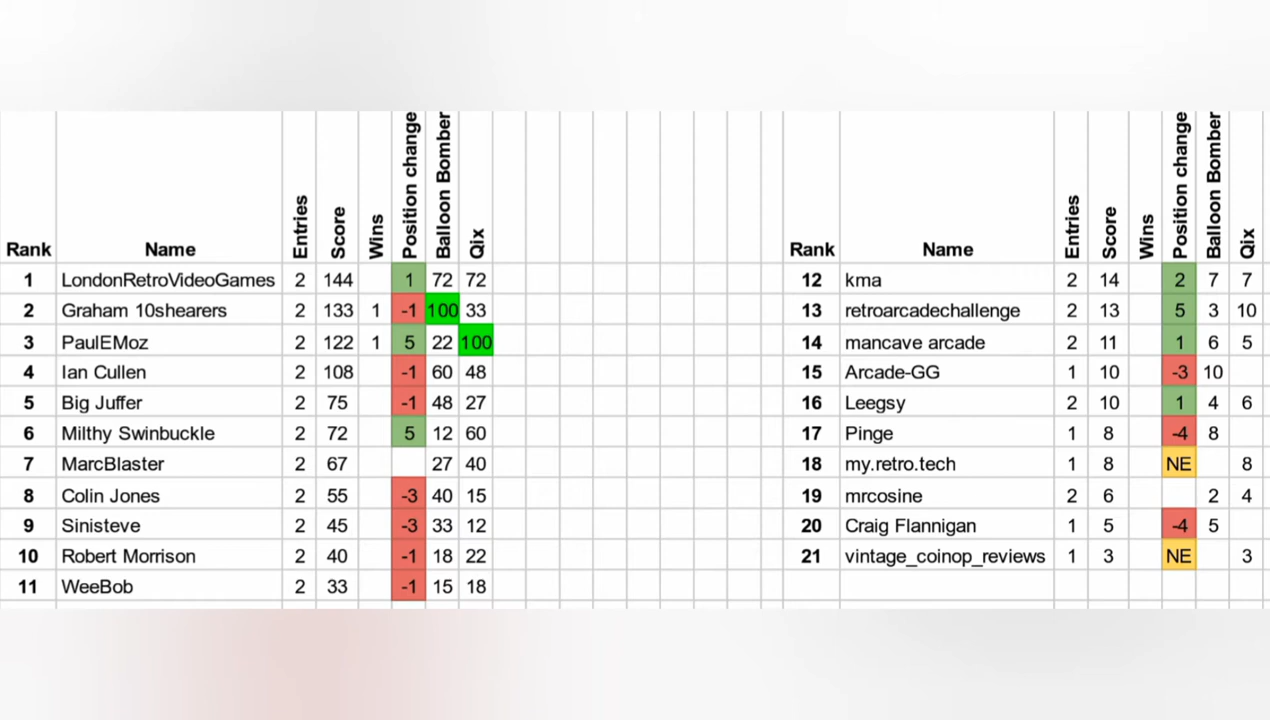 Rank Name Entries Score Wins Position change Balloon Bomber Qix
1 LondonRetroVideoGames 2 144 1 72 72
2 Graham 10shearers 2 133 1 -1 100 33
3 PaulEMoz 2 122 1 5 22 100
4 Ian Cullen 2 108 -1 60 48
5 Big Juffer 2 75 -1 48 27
6 Milthy Swinbuckle 2 72 5 12 60
7 MarcBlaster 2 67 27 40
8 Colin Jones 2 55 -3 40 15
9 Sinisteve 2 45 -3 33 12
10 Robert Morrison 2 40 -1 18 22
11 WeeBob 2 33 -1 15 18
Rank Name Entries Score Wins Position change Balloon Bomber Qix
12 kma 2 14 2 7 7
13 retroarcadechallenge 2 13 5 3 10
14 mancave arcade 2 11 1 6 5
15 Arcade-GG 1 10 -3 10
16 Leegsy 2 10 1 4 6
17 Pinge 1 8 -4 8
18 my.retro.tech 1 8 NE 8
19 mrcosine 2 6 2 4
20 Craig Flannigan 1 5 -4 5
21 vintage_coinop_reviews 1 3 NE 3